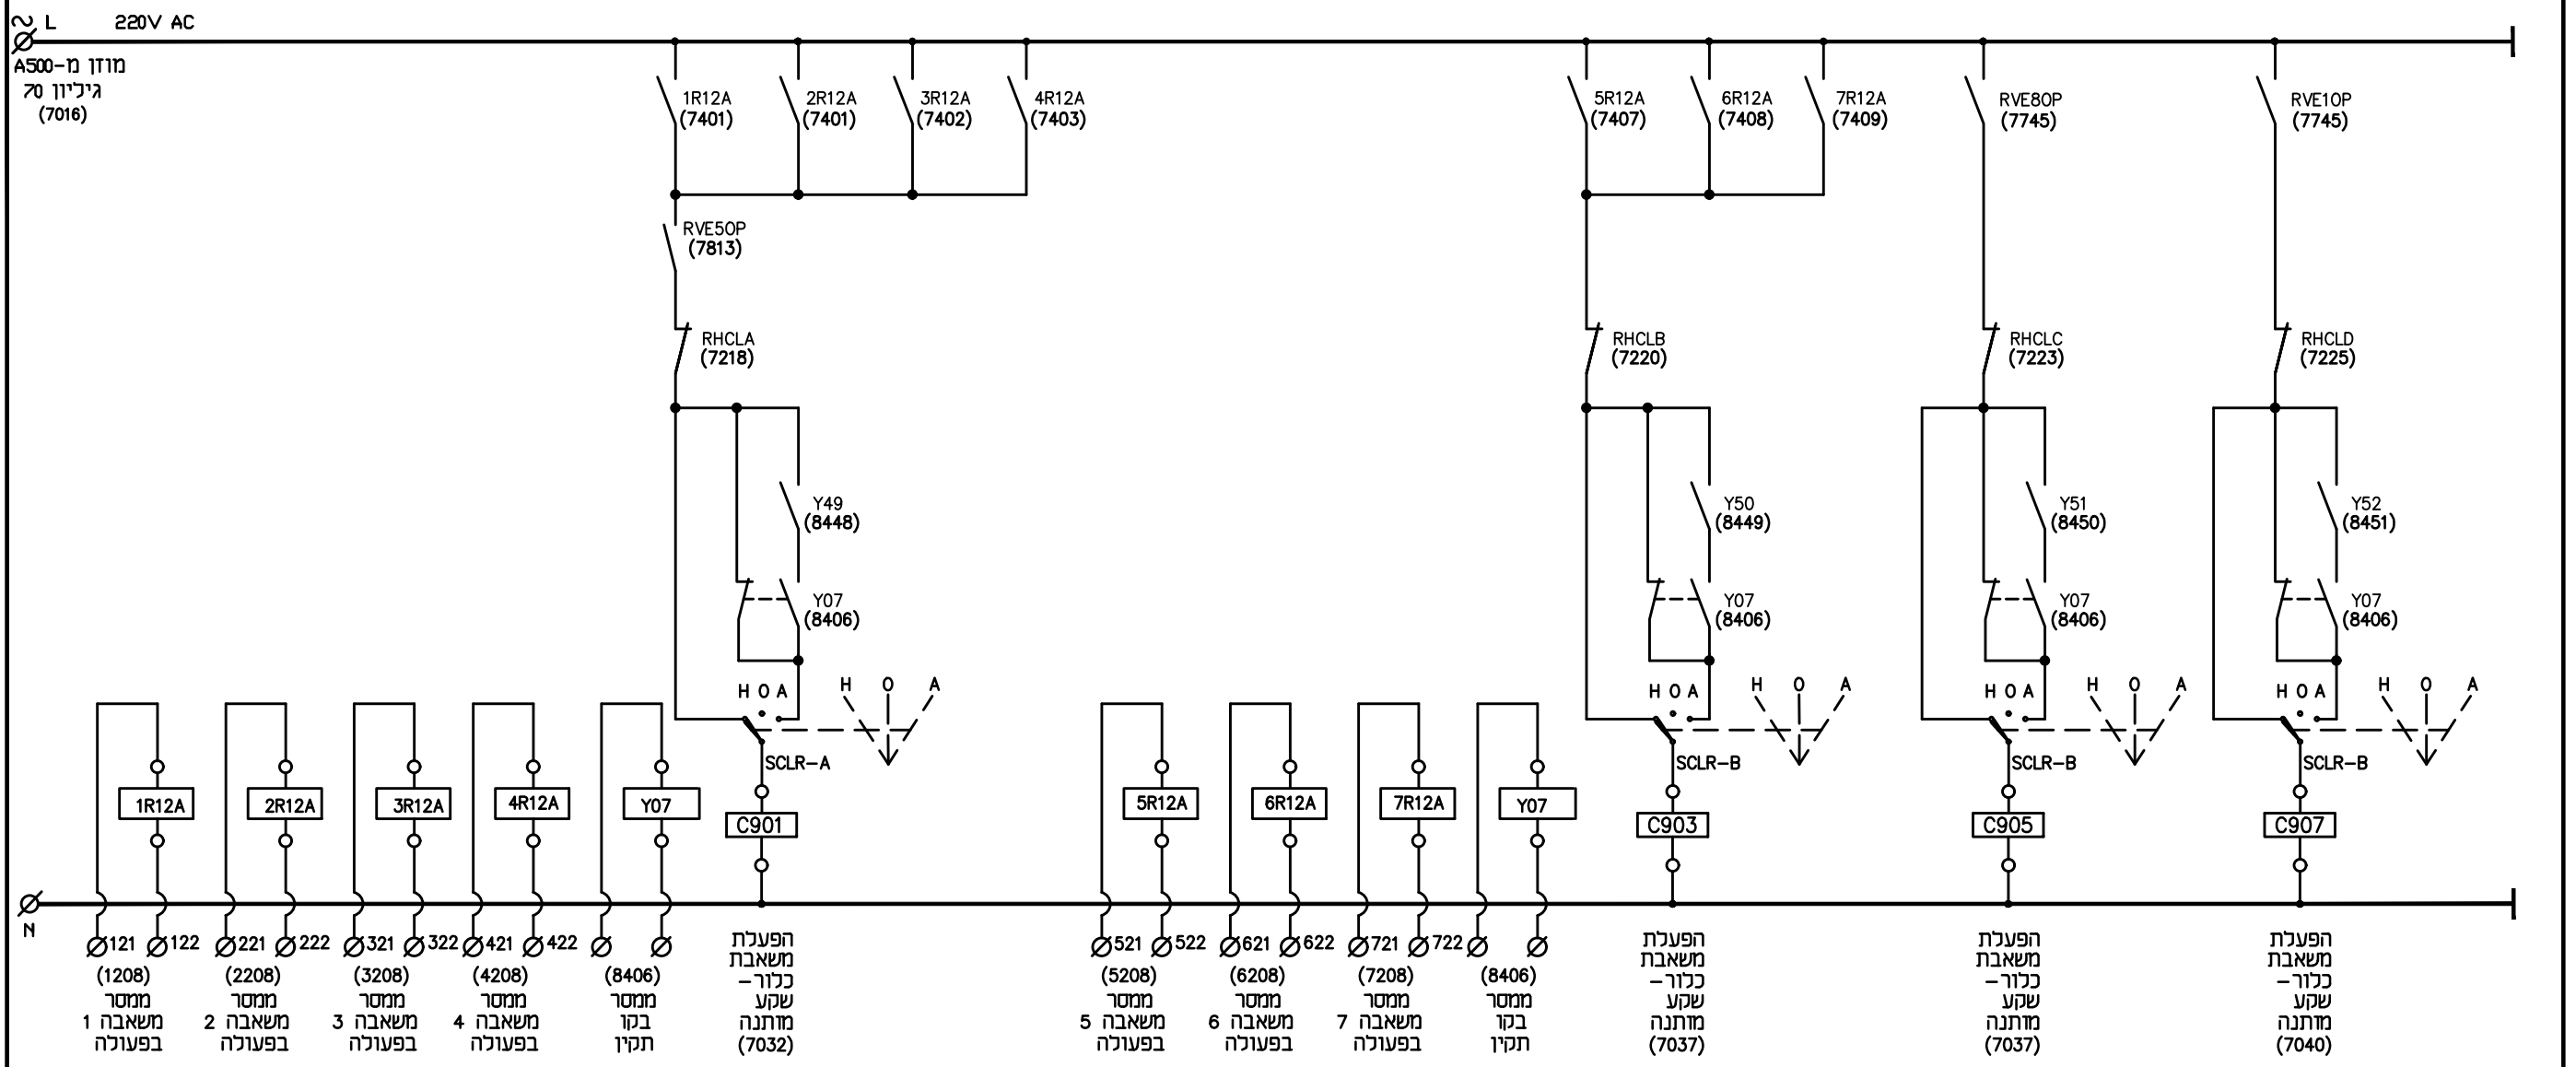 L 220V AC
מוזן מ-A500
גיליון 70
(7016)
1R12A
(7401)
2R12A
(7401)
3R12A
(7402)
4R12A
(7403)
5R12A
(7407)
6R12A
(7408)
7R12A
(7409)
RVE80P
(7745)
RVE10P
(7745)
RVE50P
(7813)
RHCLA
(7218)
RHCLB
(7220)
RHCLC
(7223)
RHCLD
(7225)
Y49
(8448)
Y50
(8449)
Y51
(8450)
Y52
(8451)
Y07
(8406)
Y07
(8406)
Y07
(8406)
Y07
(8406)
H O A
H O A
H O A
H O A
H O A
H O A
H O A
H O A
SCLR-A
SCLR-B
SCLR-B
SCLR-B
1R12A
2R12A
3R12A
4R12A
Y07
C901
5R12A
6R12A
7R12A
Y07
C903
C905
C907
N
121 122
(1208)
ממסר
משאבה 1
בפעולה
221 222
(2208)
ממסר
משאבה 2
בפעולה
321 322
(3208)
ממסר
משאבה 3
בפעולה
421 422
(4208)
ממסר
משאבה 4
בפעולה
(8406)
ממסר
בקו
תקין
הפעלת
משאבת
כלור-
שקע
מותנה
(7032)
521 522
(5208)
ממסר
משאבה 5
בפעולה
621 622
(6208)
ממסר
משאבה 6
בפעולה
721 722
(7208)
ממסר
משאבה 7
בפעולה
(8406)
ממסר
בקו
תקין
הפעלת
משאבת
כלור-
שקע
מותנה
(7037)
הפעלת
משאבת
כלור-
שקע
מותנה
(7037)
הפעלת
משאבת
כלור-
שקע
מותנה
(7040)